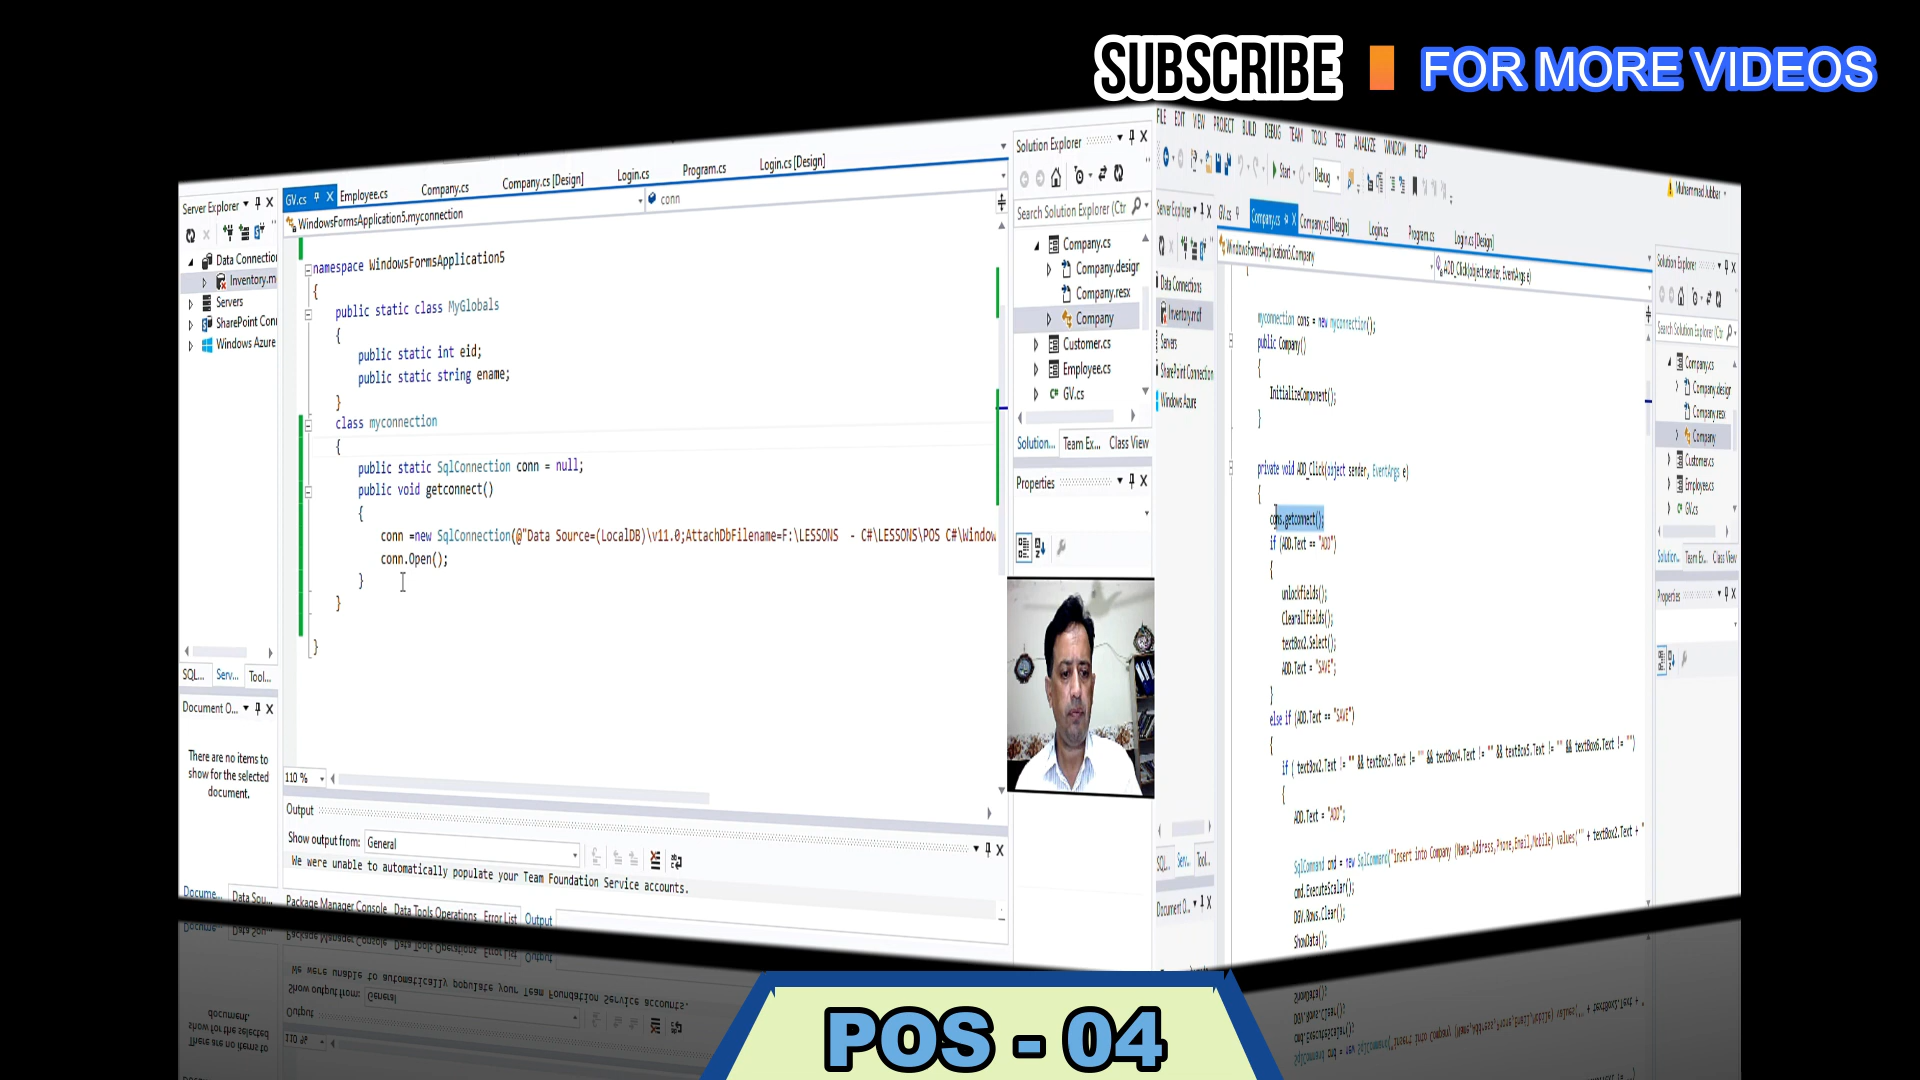 SUBSCRIBE FOR MORE VIDEOS
Server Explorer
Data Connection
Inventory.m
Servers
SharePoint Con
Windows Azure
SQL... Serv... Tool...
Document O...
There are no items to
show for the selected
document.
Docume... Data Sou...
GV.cs Employee.cs Company.cs Company.cs [Design] Login.cs Program.cs Login.cs [Design]
WindowsFormsApplication5.myconnection conn
namespace WindowsFormsApplication5
{
public static class MyGlobals
{
public static int eid;
public static string ename;
}
class myconnection
{
public static SqlConnection conn = null;
public void getconnect()
{
conn =new SqlConnection(@"Data Source=(LocalDB)\v11.0;AttachDbFilename=F:\LESSONS - C#\LESSONS\POS C#\Window
conn.Open();
}
}
}
110 %
Output
Show output from: General
We were unable to automatically populate your Team Foundation Service accounts.
Package Manager Console Data Tools Operations Error List Output
Solution Explorer
Search Solution Explorer (Ctr
Company.cs
Company.desigr
Company.resx
Company
Customer.cs
Employee.cs
GV.cs
Solution... Team Ex... Class View
Properties
FILE EDIT VIEW PROJECT BUILD DEBUG TEAM TOOLS TEST ANALYZE WINDOW HELP
Start Debug
Muhammad Jubbar
Server Explorer
Data Connections
Inventory.mdf
Servers
SharePoint Connection
Windows Azure
SQL... Serv... Tool...
Document O...
GV.cs Company.cs Company.cs [Design] Login.cs Program.cs Login.cs [Design]
WindowsFormsApplication5.Company ADD_Click(object sender, EventArgs e)
myconnection cons = new myconnection();
public Company()
{
InitializeComponent();
}
private void ADD_Click(object sender, EventArgs e)
{
cons.getconnect();
if (ADD.Text == "ADD")
{
unlockfields();
Clearallfields();
textBox2.Select();
ADD.Text = "SAVE";
}
else if (ADD.Text == "SAVE")
{
if ( textBox2.Text != "" && textBox3.Text != "" && textBox4.Text != "" && textBox5.Text != "" && textBox6.Text != "")
{
ADD.Text = "ADD";
SqlCommand cmd = new SqlCommand("insert into Company (Name,Address,Phone,Email,Mobile) values('" + textBox2.Text + "
cmd.ExecuteScalar();
DGV.Rows.Clear();
ShowData();
Solution Explorer
Search Solution Explorer (Ctr
Company.cs
Company.desigr
Company.resx
Company
Customer.cs
Employee.cs
GV.cs
Solution... Team Ex... Class View
Properties
POS - 04